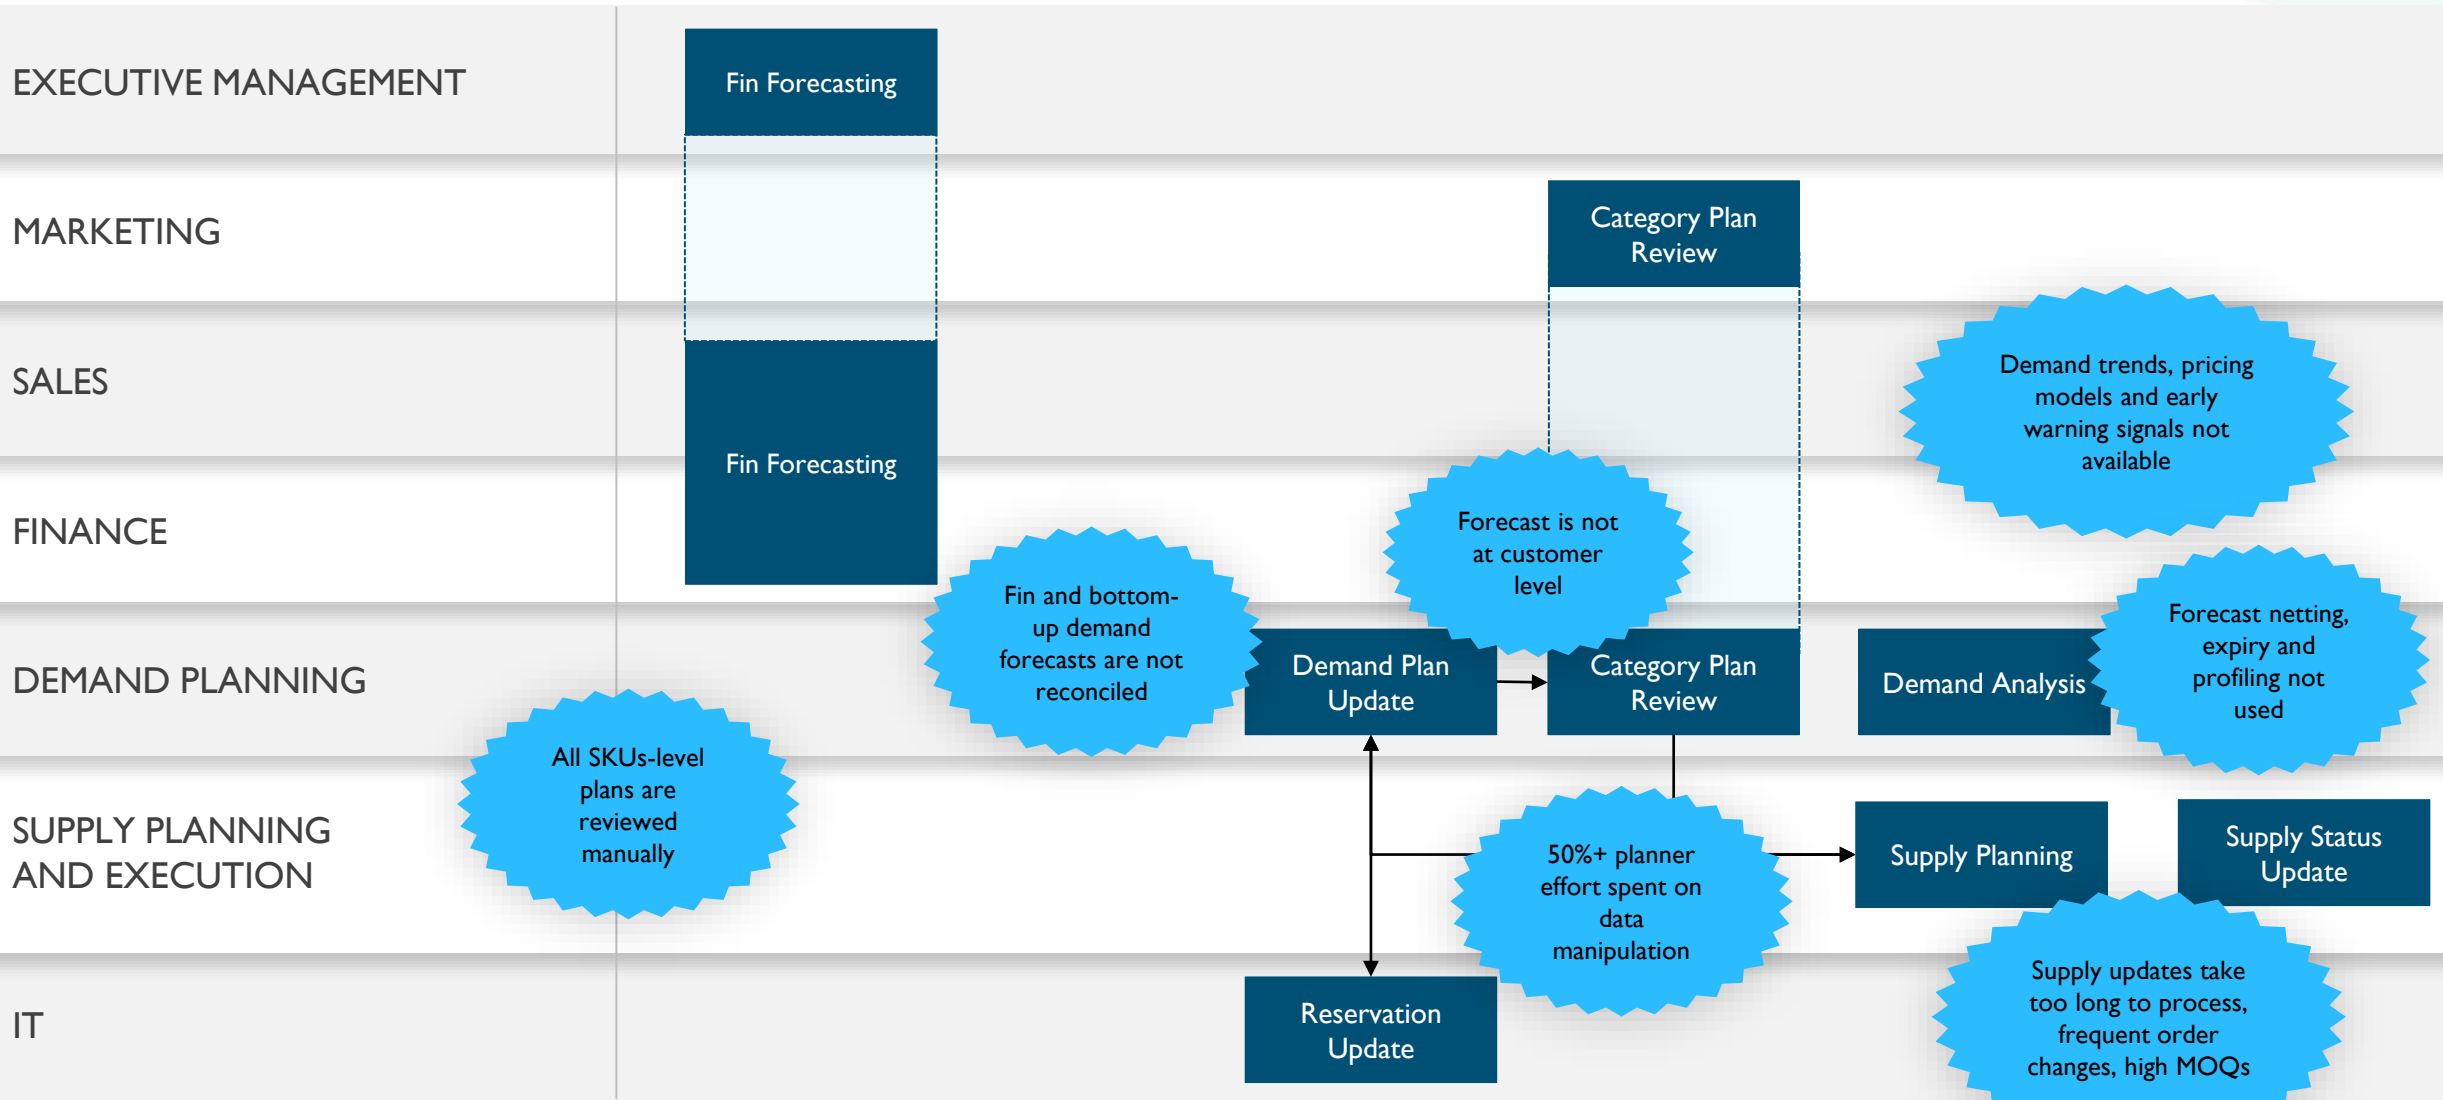 EXECUTIVE MANAGEMENT
Fin Forecasting
MARKETING
Category Plan
Review
SALES
Demand trends, pricing
models and early
warning signals not
available
Fin Forecasting
FINANCE
Forecast is not
at customer
level
Fin and bottom-
up demand
forecasts are not
reconciled
Forecast netting,
expiry and
profiling not
used
DEMAND PLANNING
Demand Plan
Update
Category Plan
Review
Demand Analysis
All SKUs-level
plans are
reviewed
manually
SUPPLY PLANNING
AND EXECUTION
50%+ planner
effort spent on
data
manipulation
Supply Planning
Supply Status
Update
IT
Reservation
Update
Supply updates take
too long to process,
frequent order
changes, high MOQs